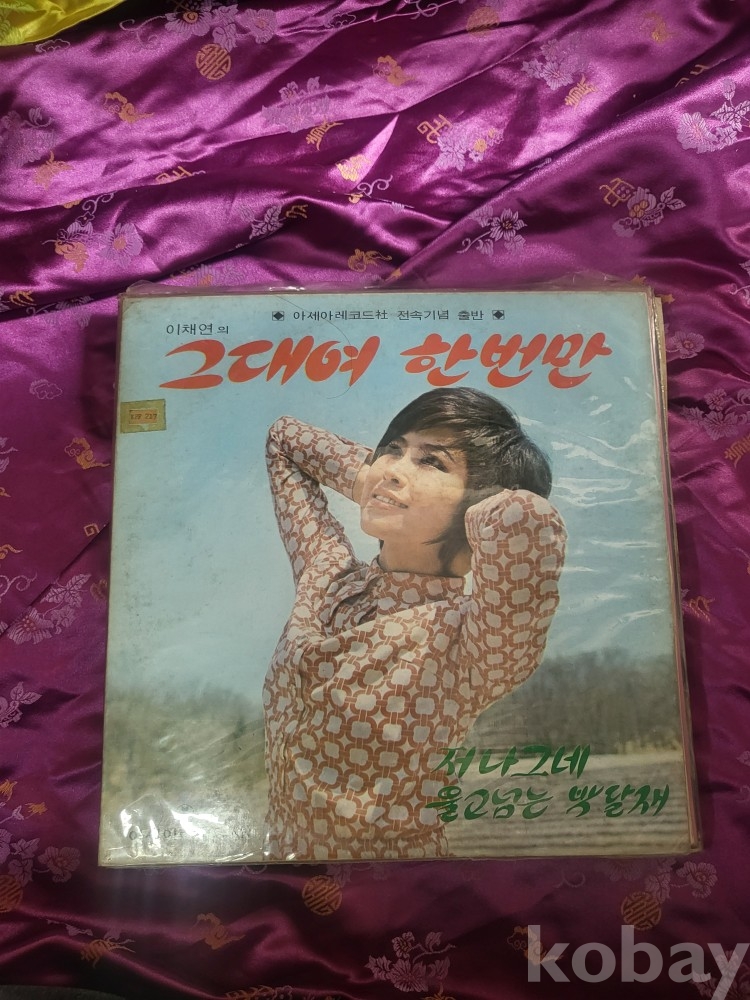 ◈ 아세아레코드社 전속기념 출반 ◈
이채연의
그대여 한번만
저 나그네
울고넘는 박달재
kobay